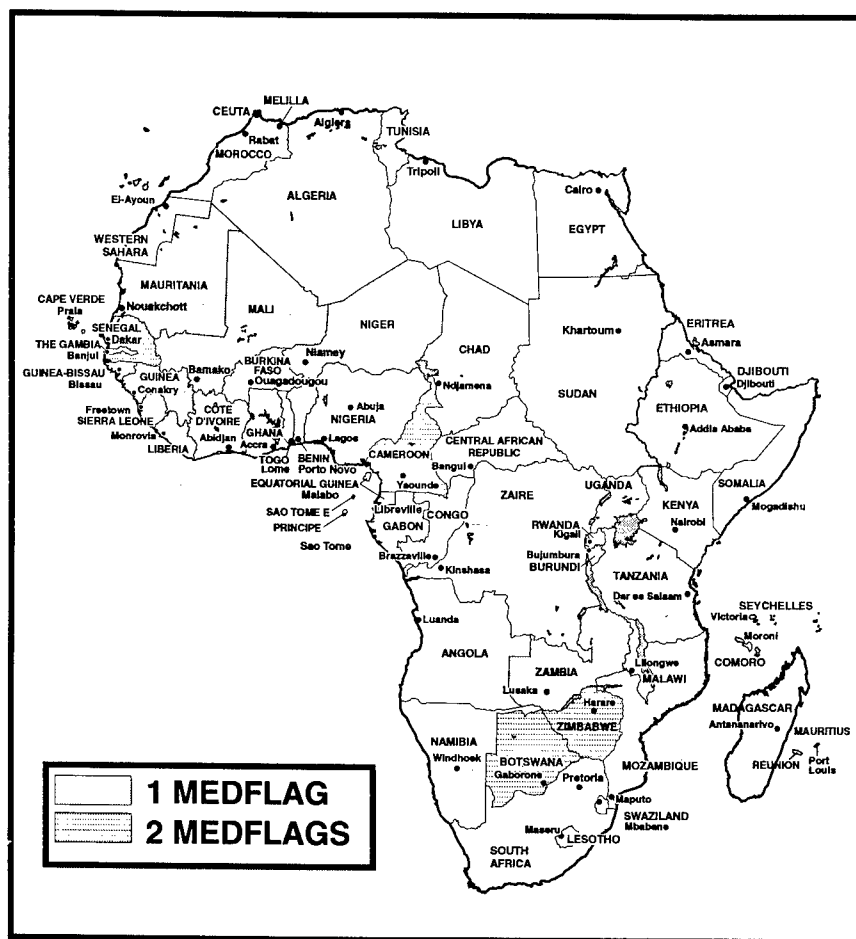 MELILLA
CEUTA
Algiers
Rabat
MOROCCO
TUNISIA
Tripoli
El-Ayoun
ALGERIA
Cairo
LIBYA
EGYPT
WESTERN
SAHARA
MAURITANIA
CAPE VERDE
Praia
Nouakchott
MALI
NIGER
CHAD
Khartoum
SUDAN
ERITREA
Asmara
SENEGAL
Dakar
THE GAMBIA
Banjul
GUINEA-BISSAU
Bissau
GUINEA
Conakry
Bamako
BURKINA
FASO
Ouagadougou
Niamey
Ndjamena
DJIBOUTI
Djibouti
ETHIOPIA
Addis Ababa
Freetown
SIERRA LEONE
Monrovia
LIBERIA
CÔTE
D'IVOIRE
Abidjan
GHANA
Accra
TOGO
Lome
BENIN
Porto Novo
Abuja
NIGERIA
Lagos
CAMEROON
Yaounde
CENTRAL AFRICAN
REPUBLIC
Bangui
EQUATORIAL GUINEA
Malabo
SAO TOME E
PRINCIPE
Sao Tome
Libreville
GABON
CONGO
Brazzaville
Kinshasa
ZAIRE
UGANDA
KENYA
Nairobi
SOMALIA
Mogadishu
RWANDA
Kigali
Bujumbura
BURUNDI
TANZANIA
Dar es Salaam
SEYCHELLES
Victoria
Moroni
COMORO
Luanda
ANGOLA
ZAMBIA
Lusaka
Lilongwe
MALAWI
Harare
ZIMBABWE
MADAGASCAR
Antananarivo
MAURITIUS
Port
Louis
REUNION
NAMIBIA
Windhoek
BOTSWANA
Gaborone
Pretoria
MOZAMBIQUE
Maputo
SWAZILAND
Mbabane
Maseru
LESOTHO
SOUTH
AFRICA
1 MEDFLAG
2 MEDFLAGS